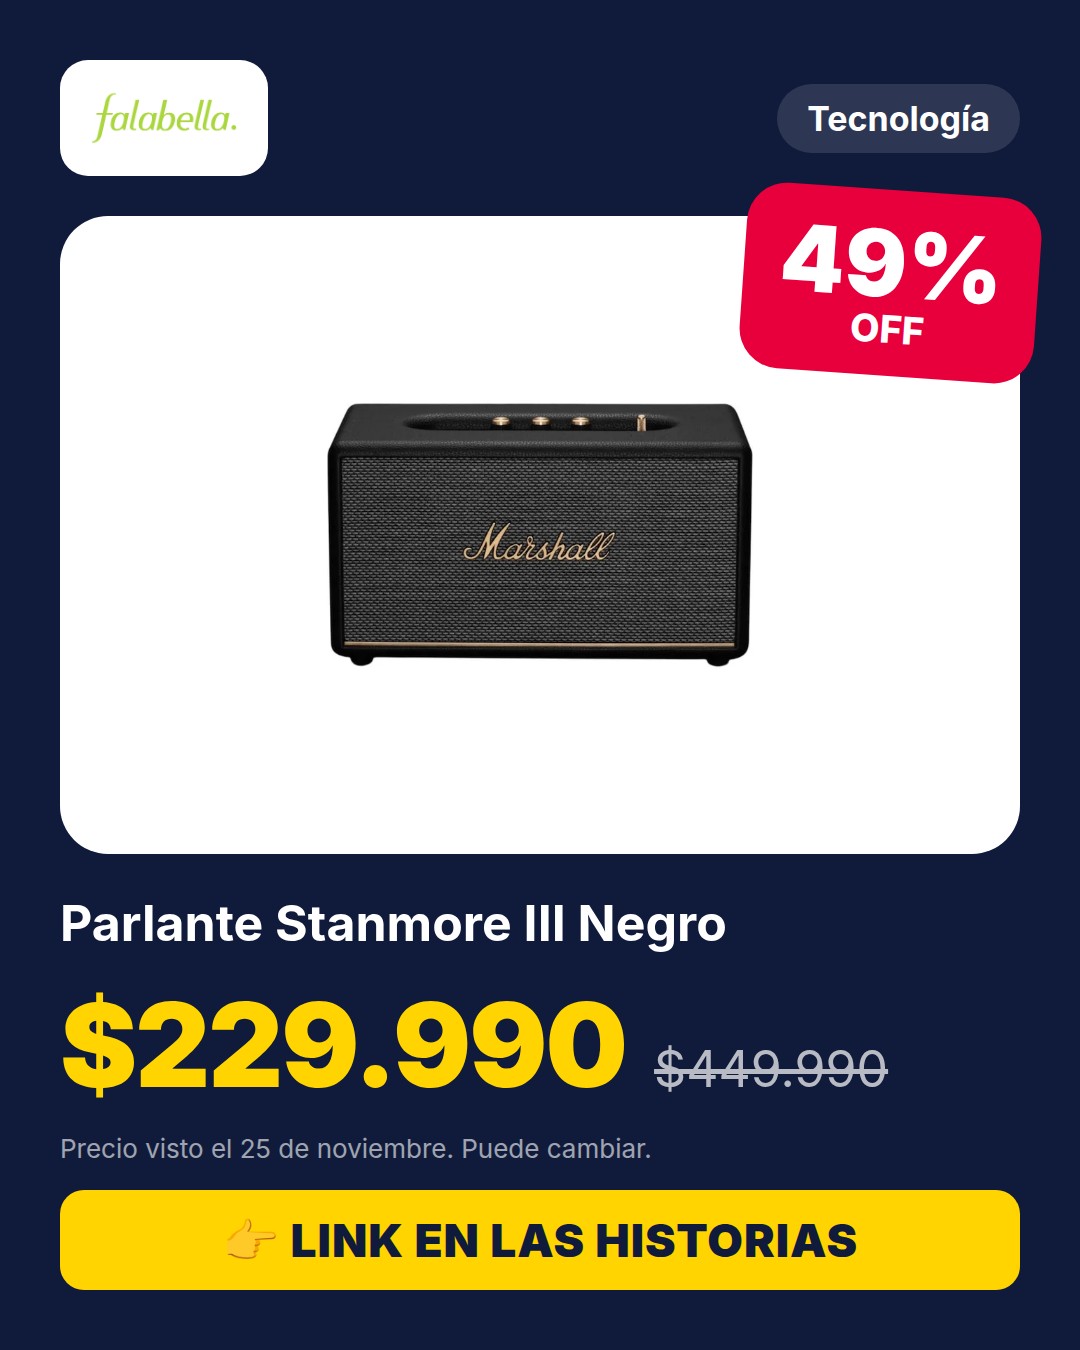 falabella.
Tecnología
49%
OFF
Marshall
Parlante Stanmore III Negro
$229.990 $449.990
Precio visto el 25 de noviembre. Puede cambiar.
👉 LINK EN LAS HISTORIAS